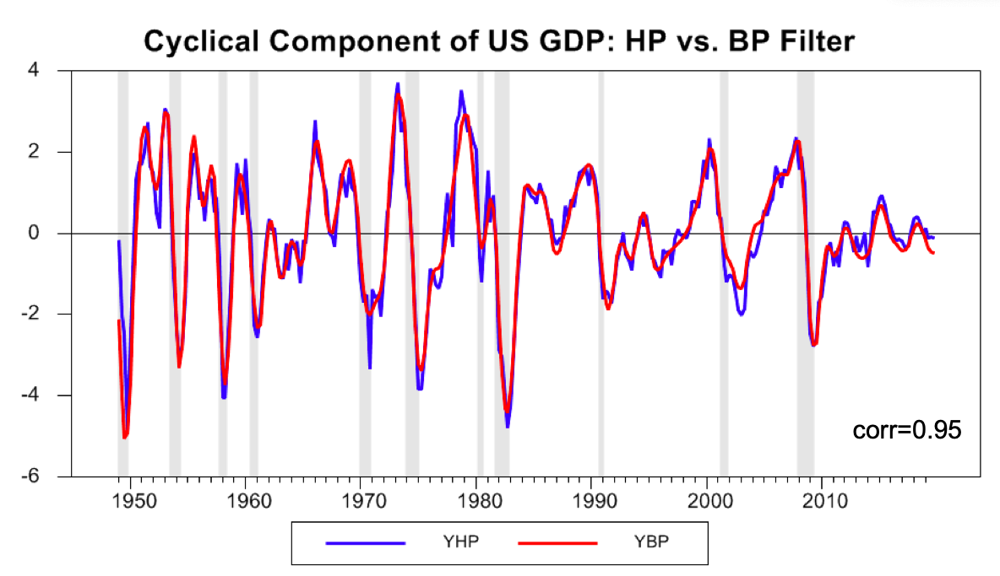 Cyclical Component of US GDP: HP vs. BP Filter
4
2
0
-2
-4
-6
corr=0.95
1950 1960 1970 1980 1990 2000 2010
YHP YBP